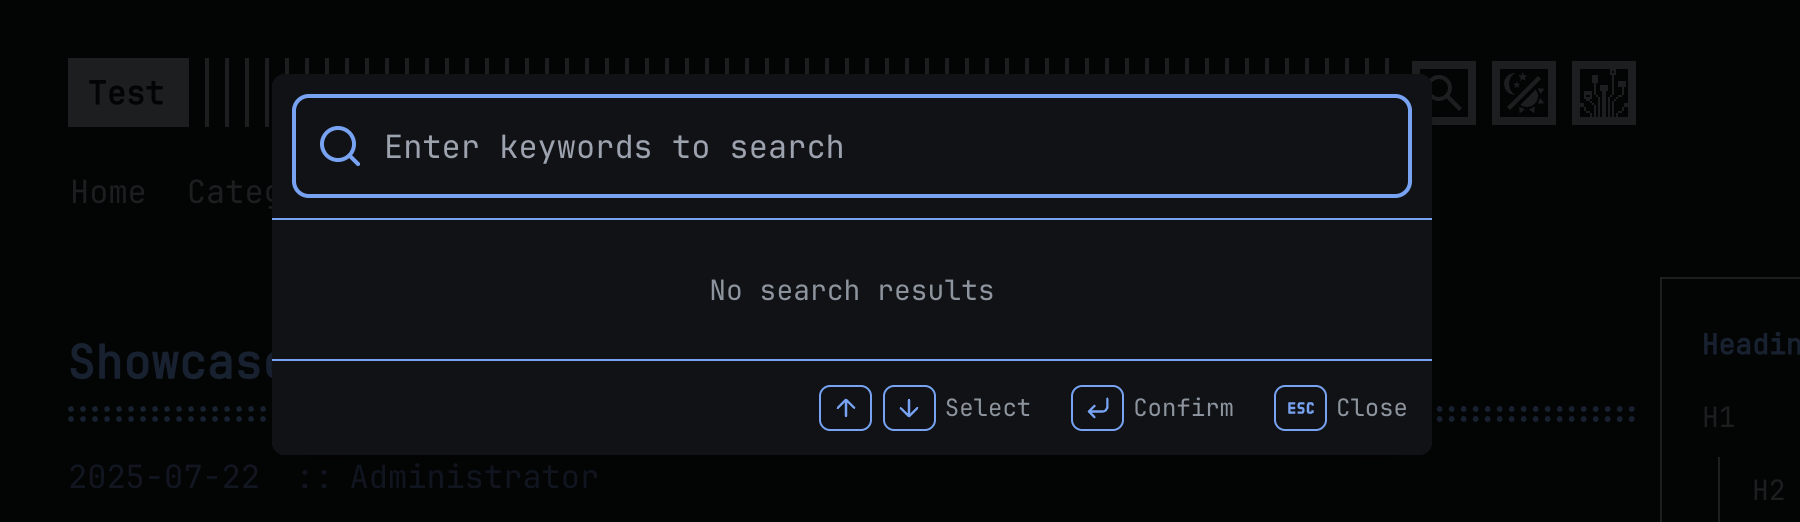 Test
Enter keywords to search
Home Categ
No search results
Showcase
Headin
↑ ↓ Select ↵ Confirm ESC Close
H1
2025-07-22 :: Administrator
H2